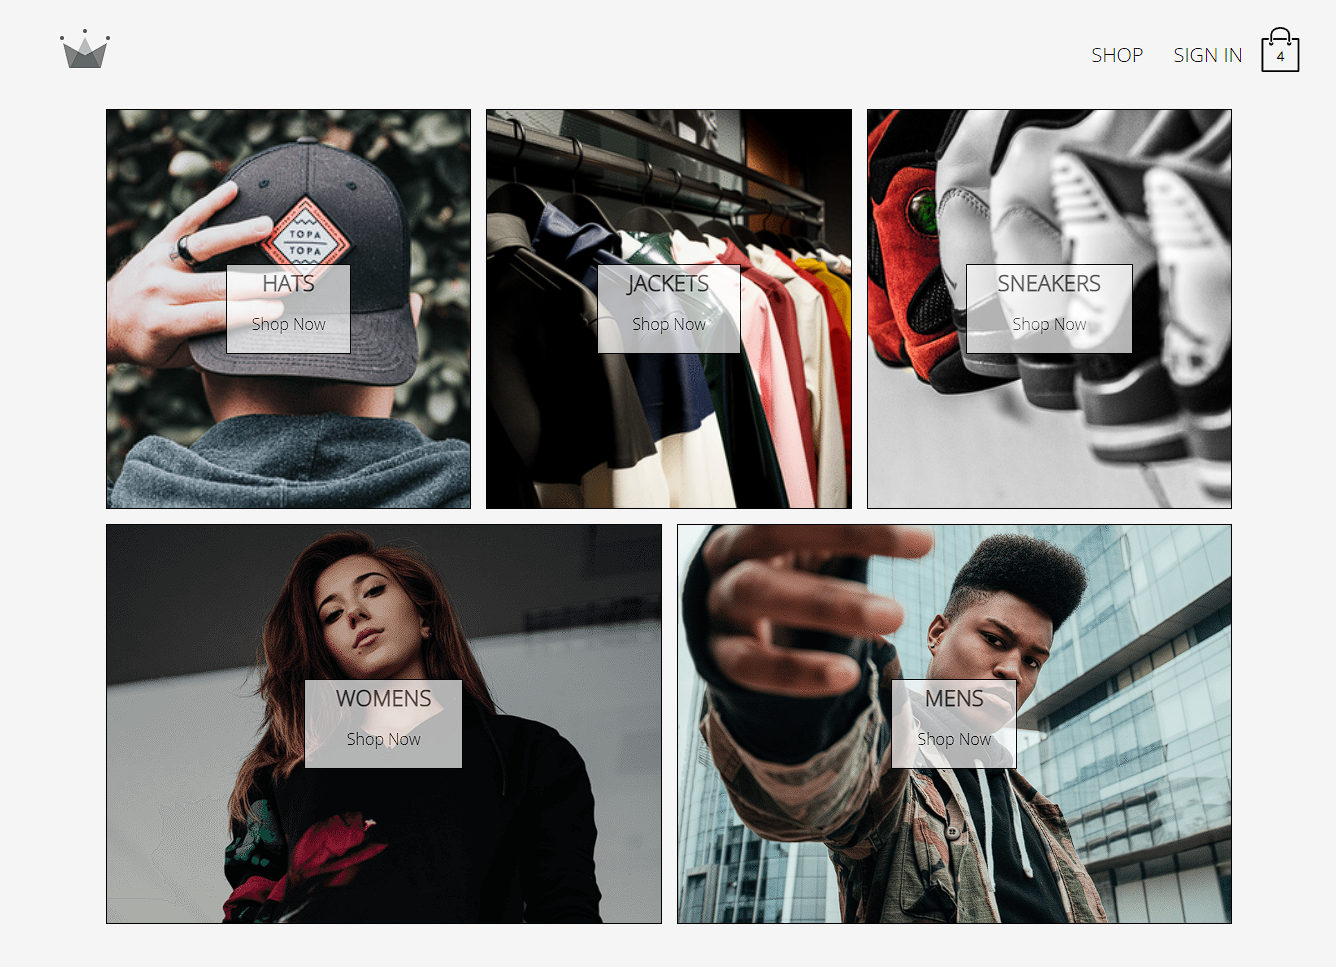 SHOP
SIGN IN
4
TOPA
TOPA
HATS
Shop Now
JACKETS
Shop Now
SNEAKERS
Shop Now
WOMENS
Shop Now
MENS
Shop Now